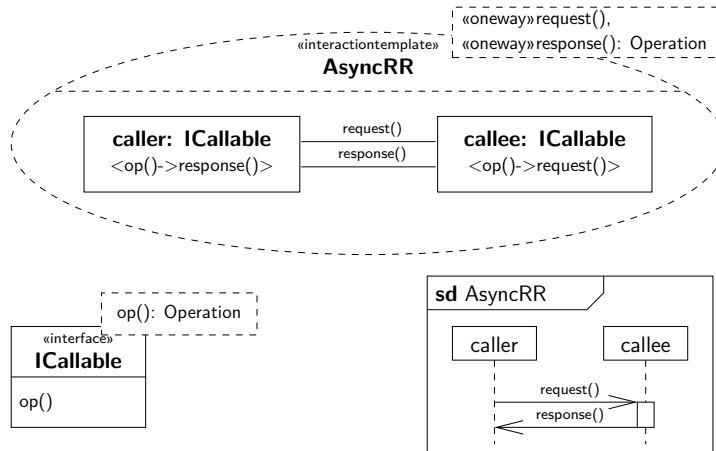 «oneway»request(),
«oneway»response(): Operation
«interactiontemplate»
AsyncRR
caller: ICallable
<op()->response()>
request()
response()
callee: ICallable
<op()->request()>
op(): Operation
«interface»
ICallable
op()
sd AsyncRR
caller
callee
request()
response()